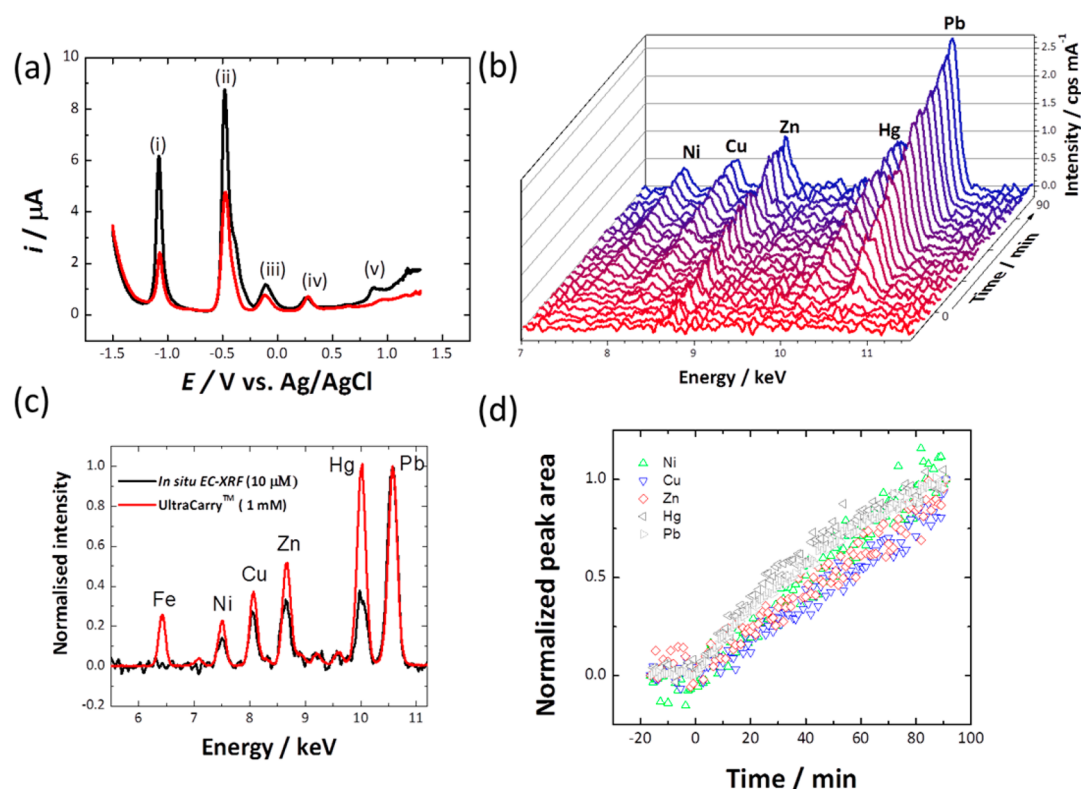 (a)
10
8
6
4
2
0
i / μA
(i)
(ii)
(iii)
(iv)
(v)
-1.5 -1.0 -0.5 0.0 0.5 1.0 1.5
E / V vs. Ag/AgCl
(b)
Ni
Cu
Zn
Hg
Pb
2.5
2.0
1.5
1.0
0.5
0.0
Intensity / cps mA⁻¹
90
Time / min
0
7 8 9 10 11
Energy / keV
(c)
1.0
0.8
0.6
0.4
0.2
0.0
-0.2
Normalised intensity
In situ EC-XRF (10 μM)
UltraCarry™ ( 1 mM)
Fe
Ni
Cu
Zn
Hg
Pb
6 7 8 9 10 11
Energy / keV
(d)
1.0
0.5
0.0
Normalized peak area
Ni
Cu
Zn
Hg
Pb
-20 0 20 40 60 80 100
Time / min